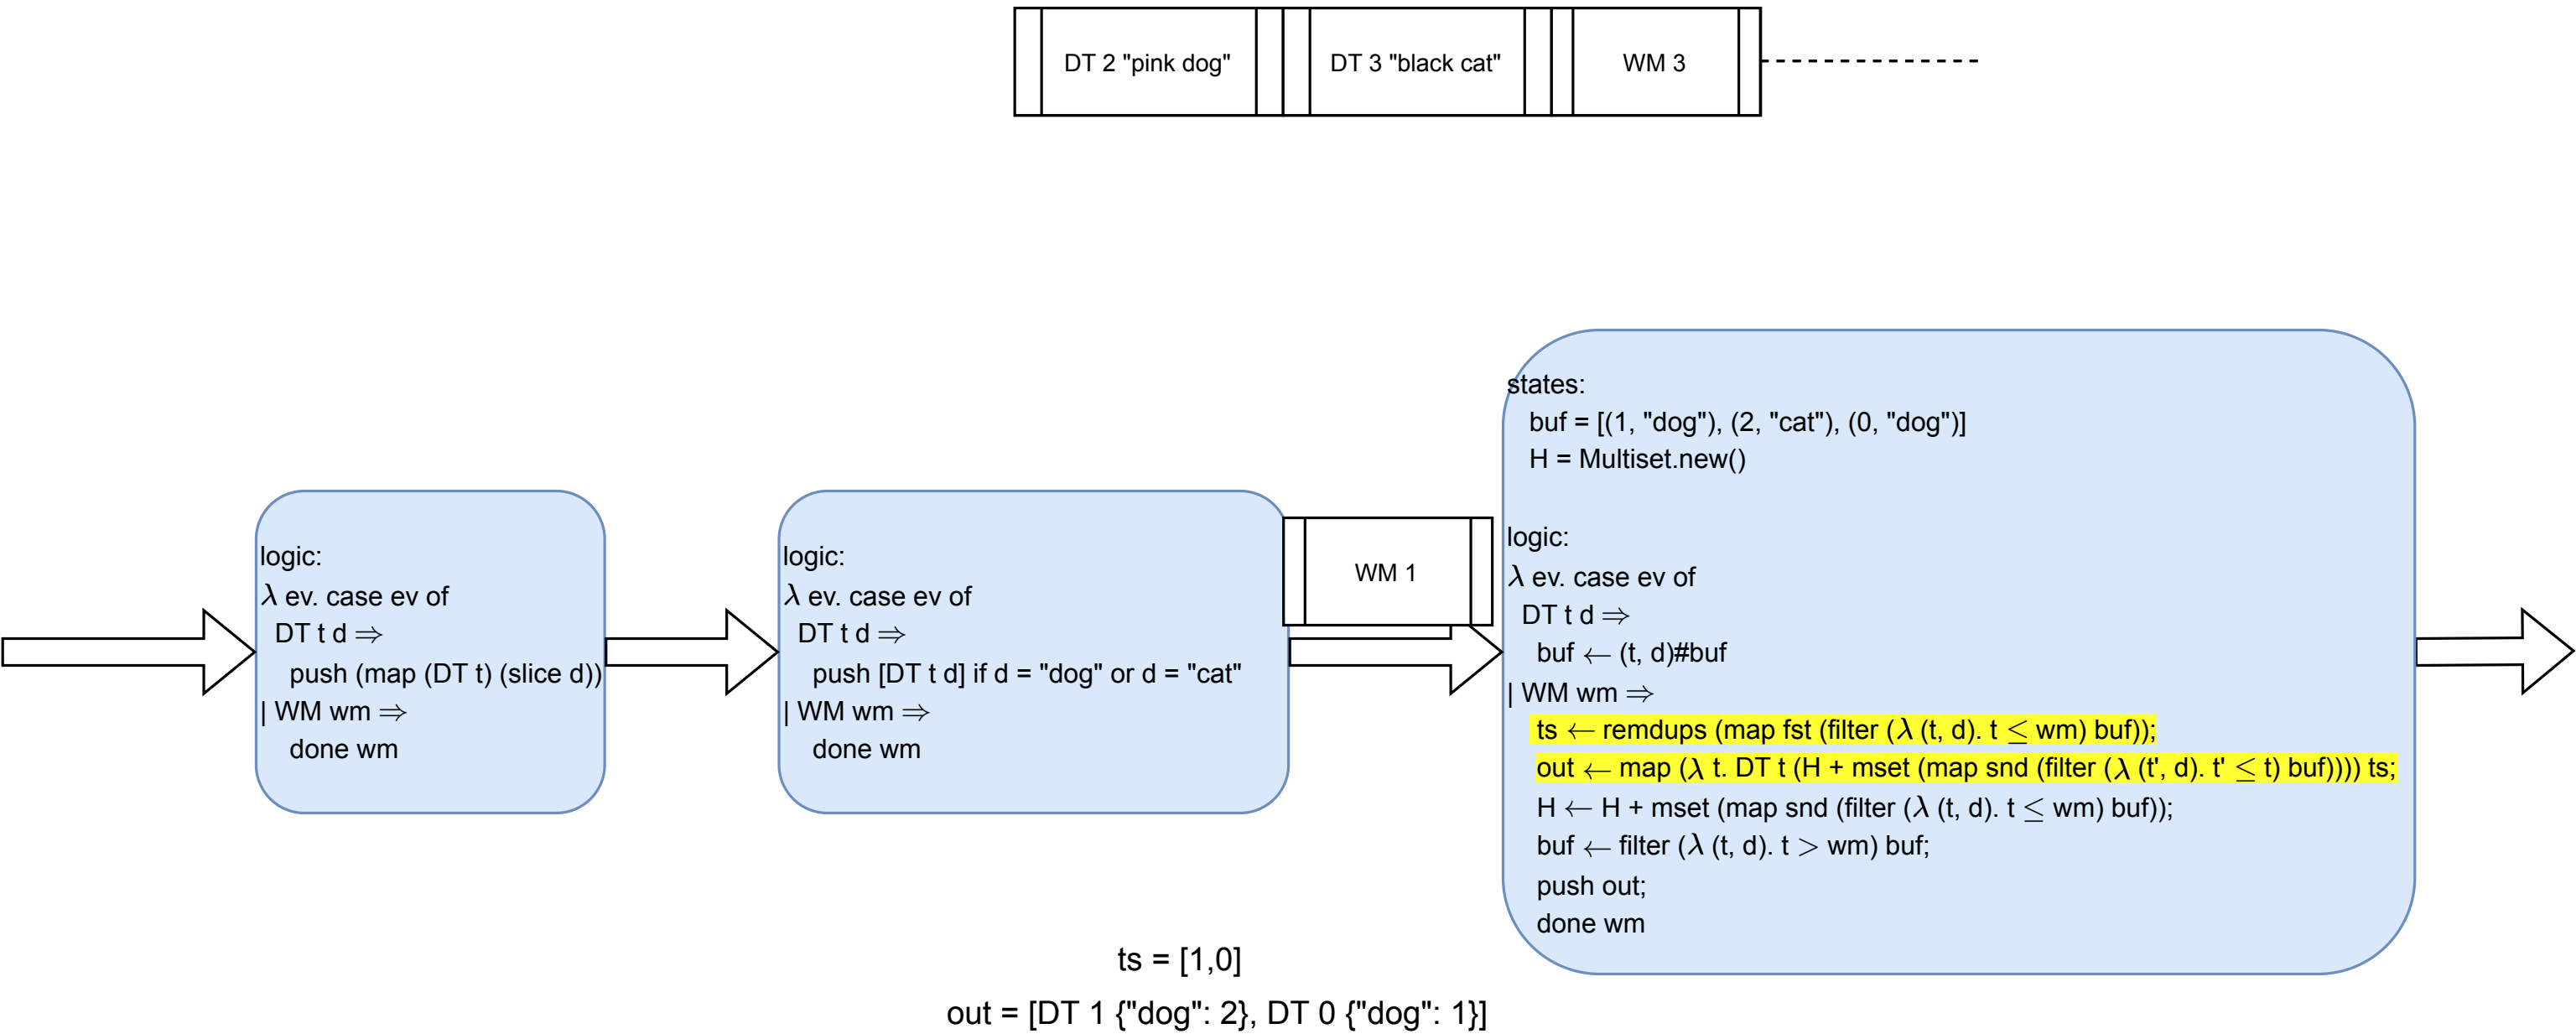 DT 2 "pink dog"
DT 3 "black cat"
WM 3
logic:
λ ev. case ev of
DT t d ⇒
push (map (DT t) (slice d))
| WM wm ⇒
done wm
logic:
λ ev. case ev of
DT t d ⇒
push [DT t d] if d = "dog" or d = "cat"
| WM wm ⇒
done wm
WM 1
states:
buf = [(1, "dog"), (2, "cat"), (0, "dog")]
H = Multiset.new()
logic:
λ ev. case ev of
DT t d ⇒
buf ← (t, d)#buf
| WM wm ⇒
ts ← remdups (map fst (filter (λ (t, d). t ≤ wm) buf));
out ← map (λ t. DT t (H + mset (map snd (filter (λ (t', d). t' ≤ t) buf)))) ts;
H ← H + mset (map snd (filter (λ (t, d). t ≤ wm) buf));
buf ← filter (λ (t, d). t > wm) buf;
push out;
done wm
ts = [1,0]
out = [DT 1 {"dog": 2}, DT 0 {"dog": 1}]